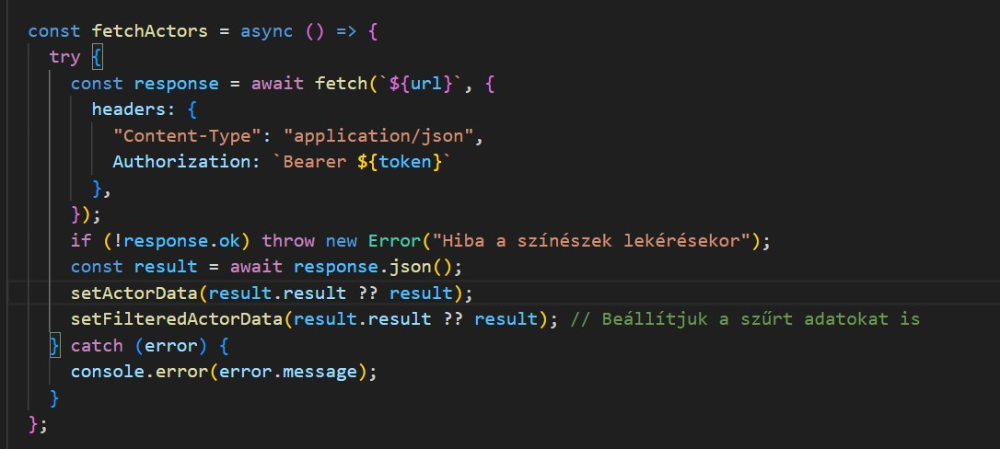 const fetchActors = async () => {
  try {
    const response = await fetch(`${url}`, {
      headers: {
        "Content-Type": "application/json",
        Authorization: `Bearer ${token}`
      },
    });
    if (!response.ok) throw new Error("Hiba a színészek lekérésekor");
    const result = await response.json();
    setActorData(result.result ?? result);
    setFilteredActorData(result.result ?? result); // Beállítjuk a szűrt adatokat is
  } catch (error) {
    console.error(error.message);
  }
};